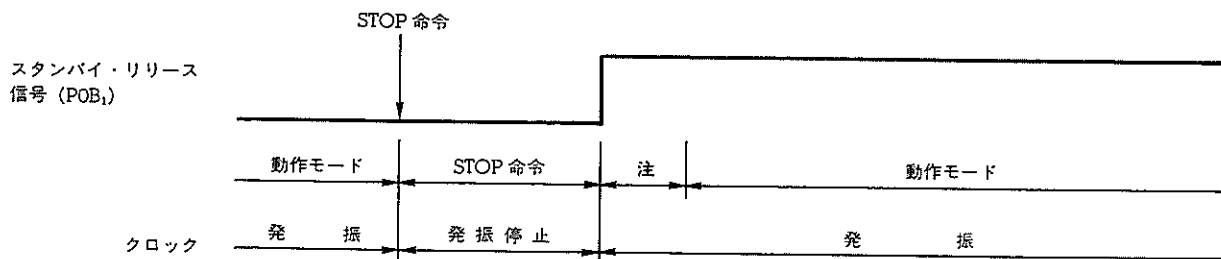 STOP 命令
スタンバイ・リリース
信号 (P0B₁)
動作モード STOP 命令 注 動作モード
クロック 発振 発振停止 発振